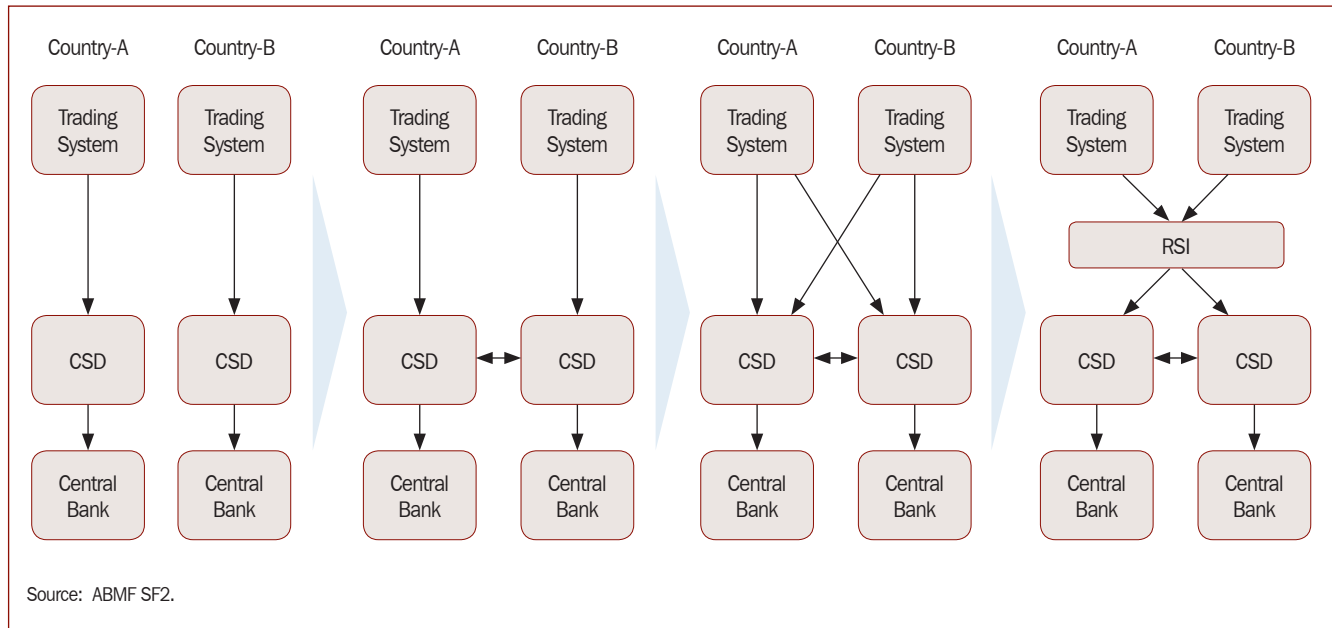 Country-A Country-B Country-A Country-B Country-A Country-B Country-A Country-B
Trading Trading Trading Trading Trading Trading Trading Trading
System System System System System System System System
RSI
CSD CSD CSD CSD CSD CSD CSD CSD
Central Central Central Central Central Central Central Central
Bank Bank Bank Bank Bank Bank Bank Bank
Source: ABMF SF2.